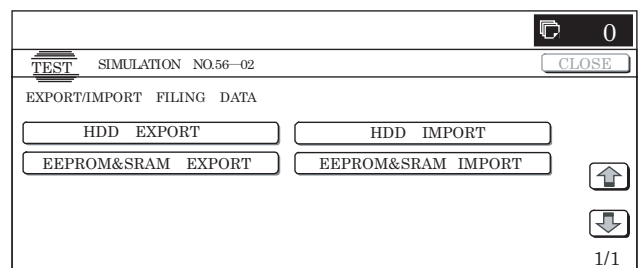 0
TEST SIMULATION NO.56―02 CLOSE
EXPORT/IMPORT FILING DATA
HDD EXPORT HDD IMPORT
EEPROM&SRAM EXPORT EEPROM&SRAM IMPORT
1/1